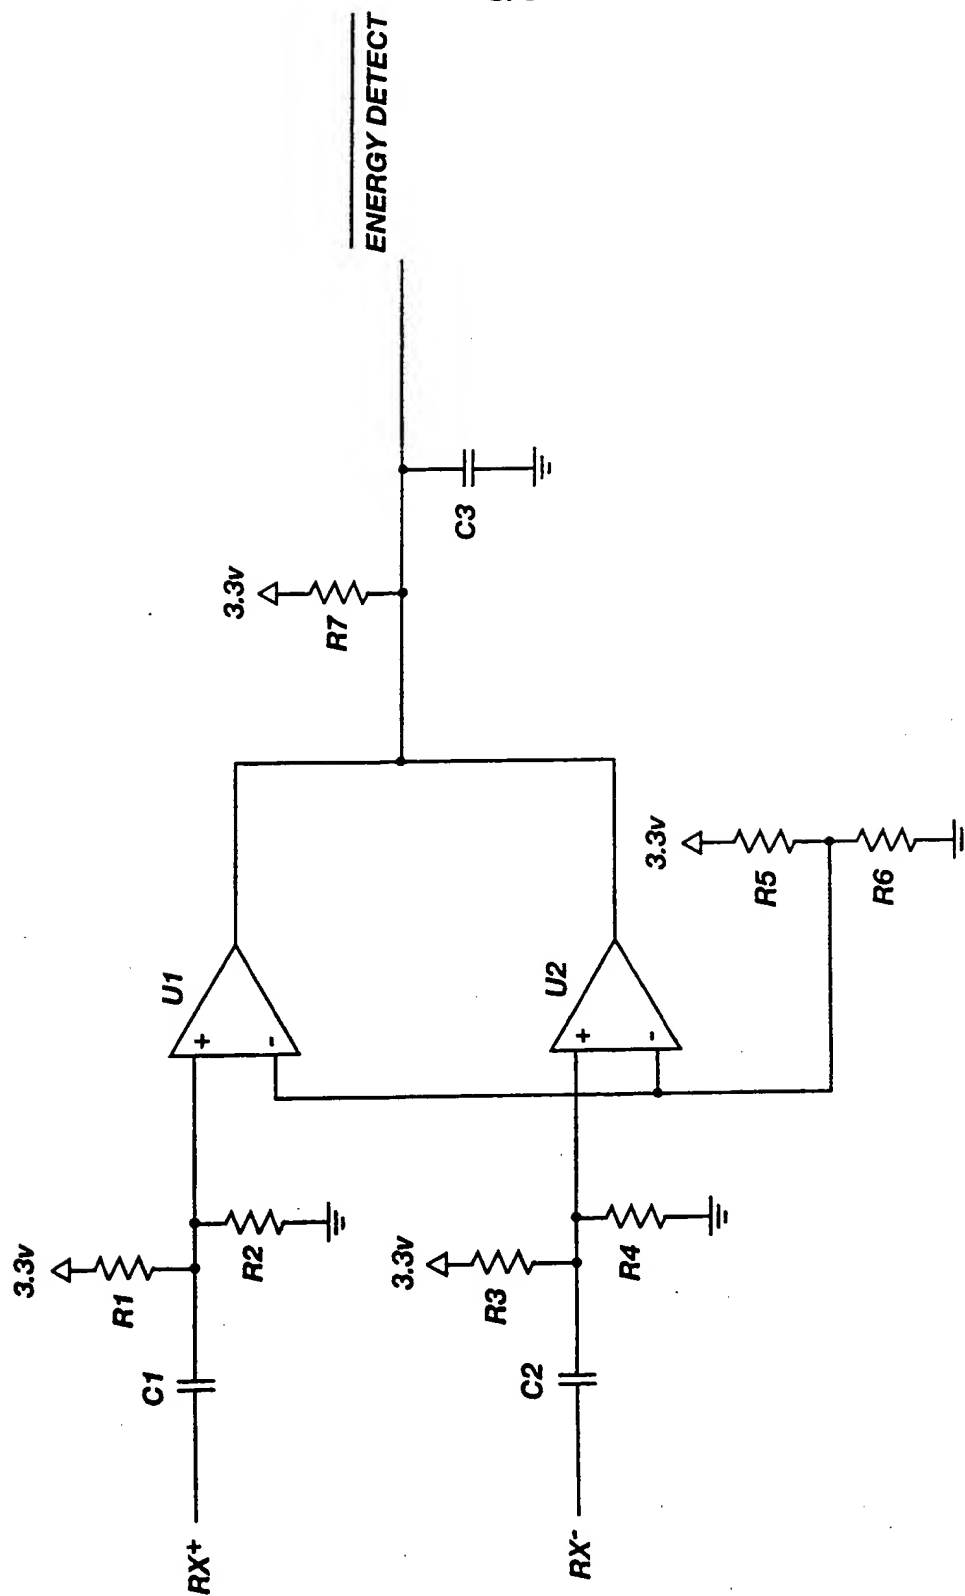 ENERGY DETECT
3.3v
R7
C3
U1
+
-
U2
+
-
3.3v
R5
R6
3.3v
R1
R2
C1
RX+
3.3v
R3
R4
C2
RX-